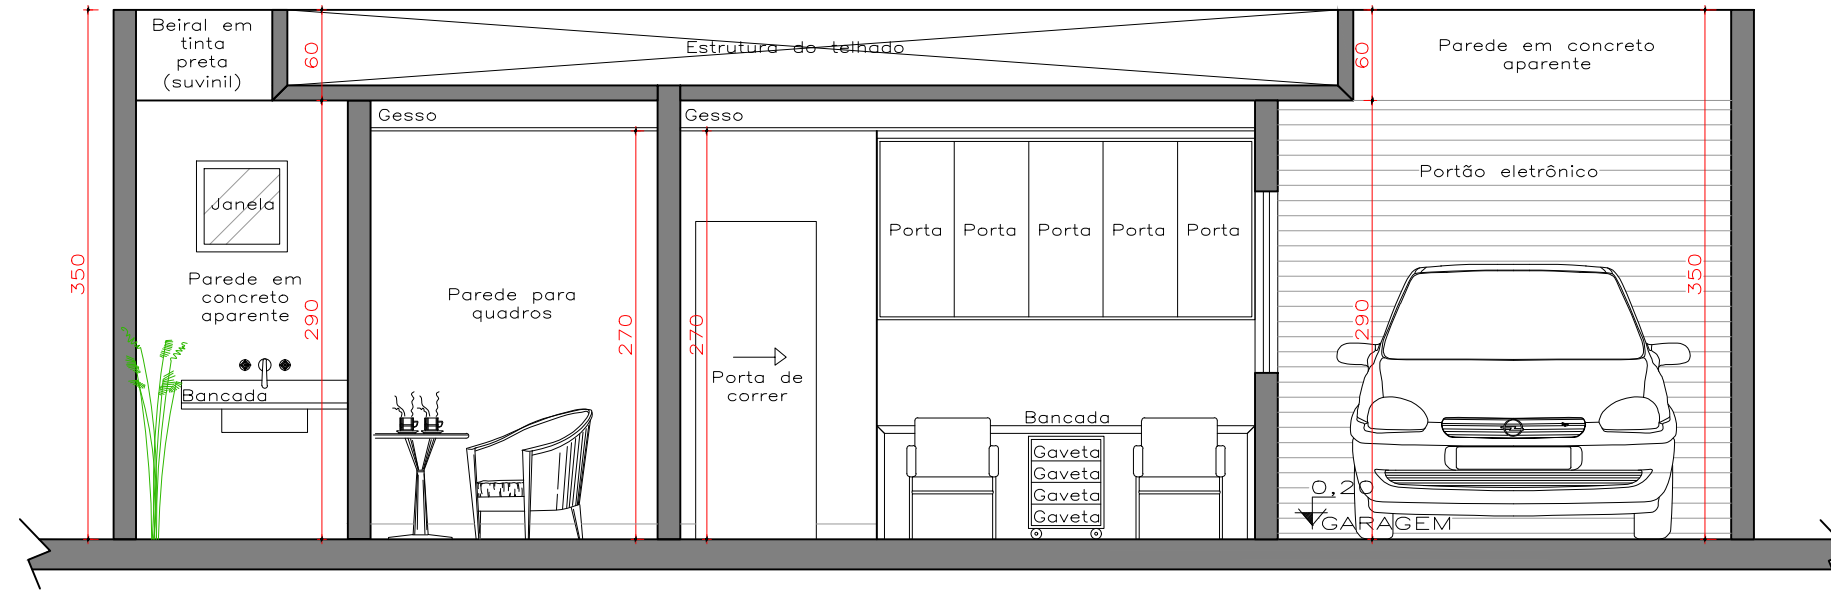 Beiral em
tinta
preta
(suvinil)
60
Estrutura do telhado
60
Parede em concreto
aparente
Gesso
Gesso
Portão eletrônico
Janela
Porta
Porta
Porta
Porta
Porta
350
Parede em
concreto
aparente
290
Parede para
quadros
270
270
290
350
Porta de
correr
Bancada
Bancada
Gaveta
Gaveta
Gaveta
Gaveta
0,20
GARAGEM